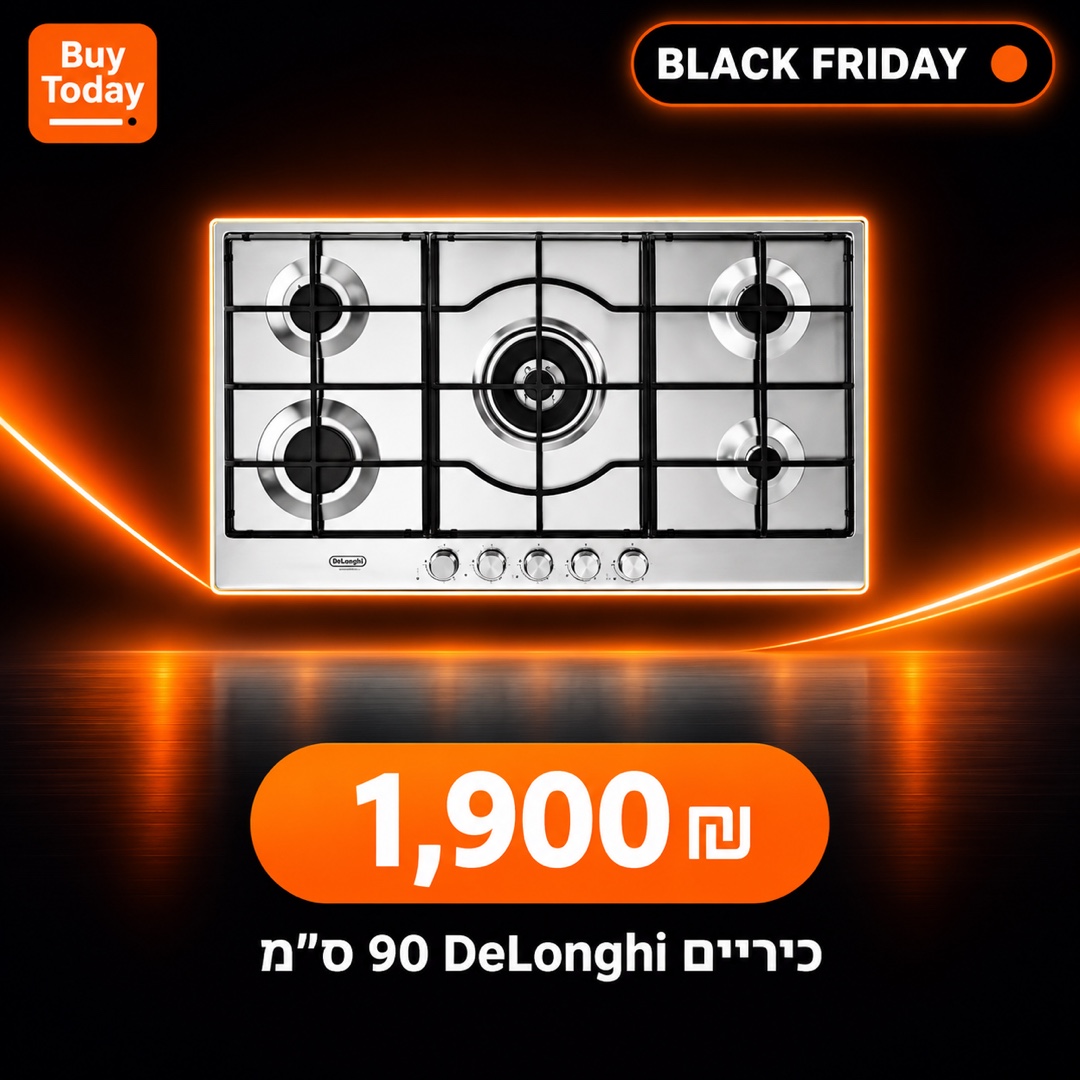 Buy
Today
BLACK FRIDAY
DeLonghi
1,900 ₪
כיריים DeLonghi 90 ס"מ